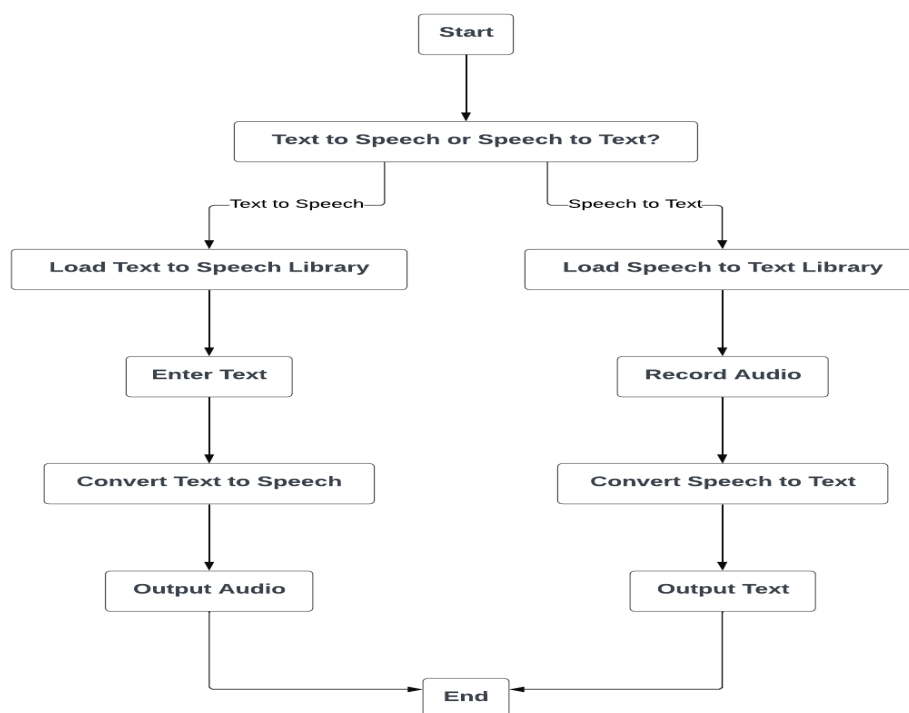 Start
Text to Speech or Speech to Text?
Text to Speech
Speech to Text
Load Text to Speech Library
Load Speech to Text Library
Enter Text
Record Audio
Convert Text to Speech
Convert Speech to Text
Output Audio
Output Text
End